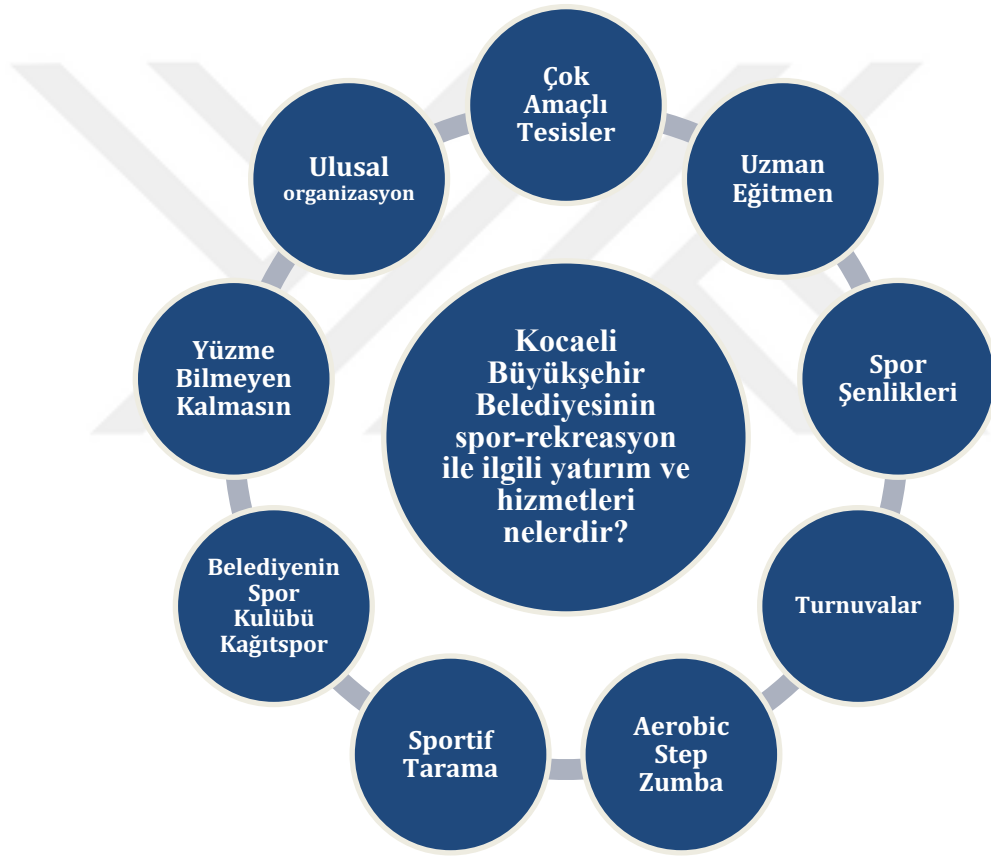 Çok
Amaçlı
Tesisler
Uzman
Eğitmen
Spor
Şenlikleri
Turnuvalar
Aerobic
Step
Zumba
Sportif
Tarama
Belediyenin
Spor
Kulübü
Kağıtspor
Yüzme
Bilmeyen
Kalmasın
Ulusal
organizasyon
Kocaeli
Büyükşehir
Belediyesinin
spor-rekreasyon
ile ilgili yatırım ve
hizmetleri
nelerdir?